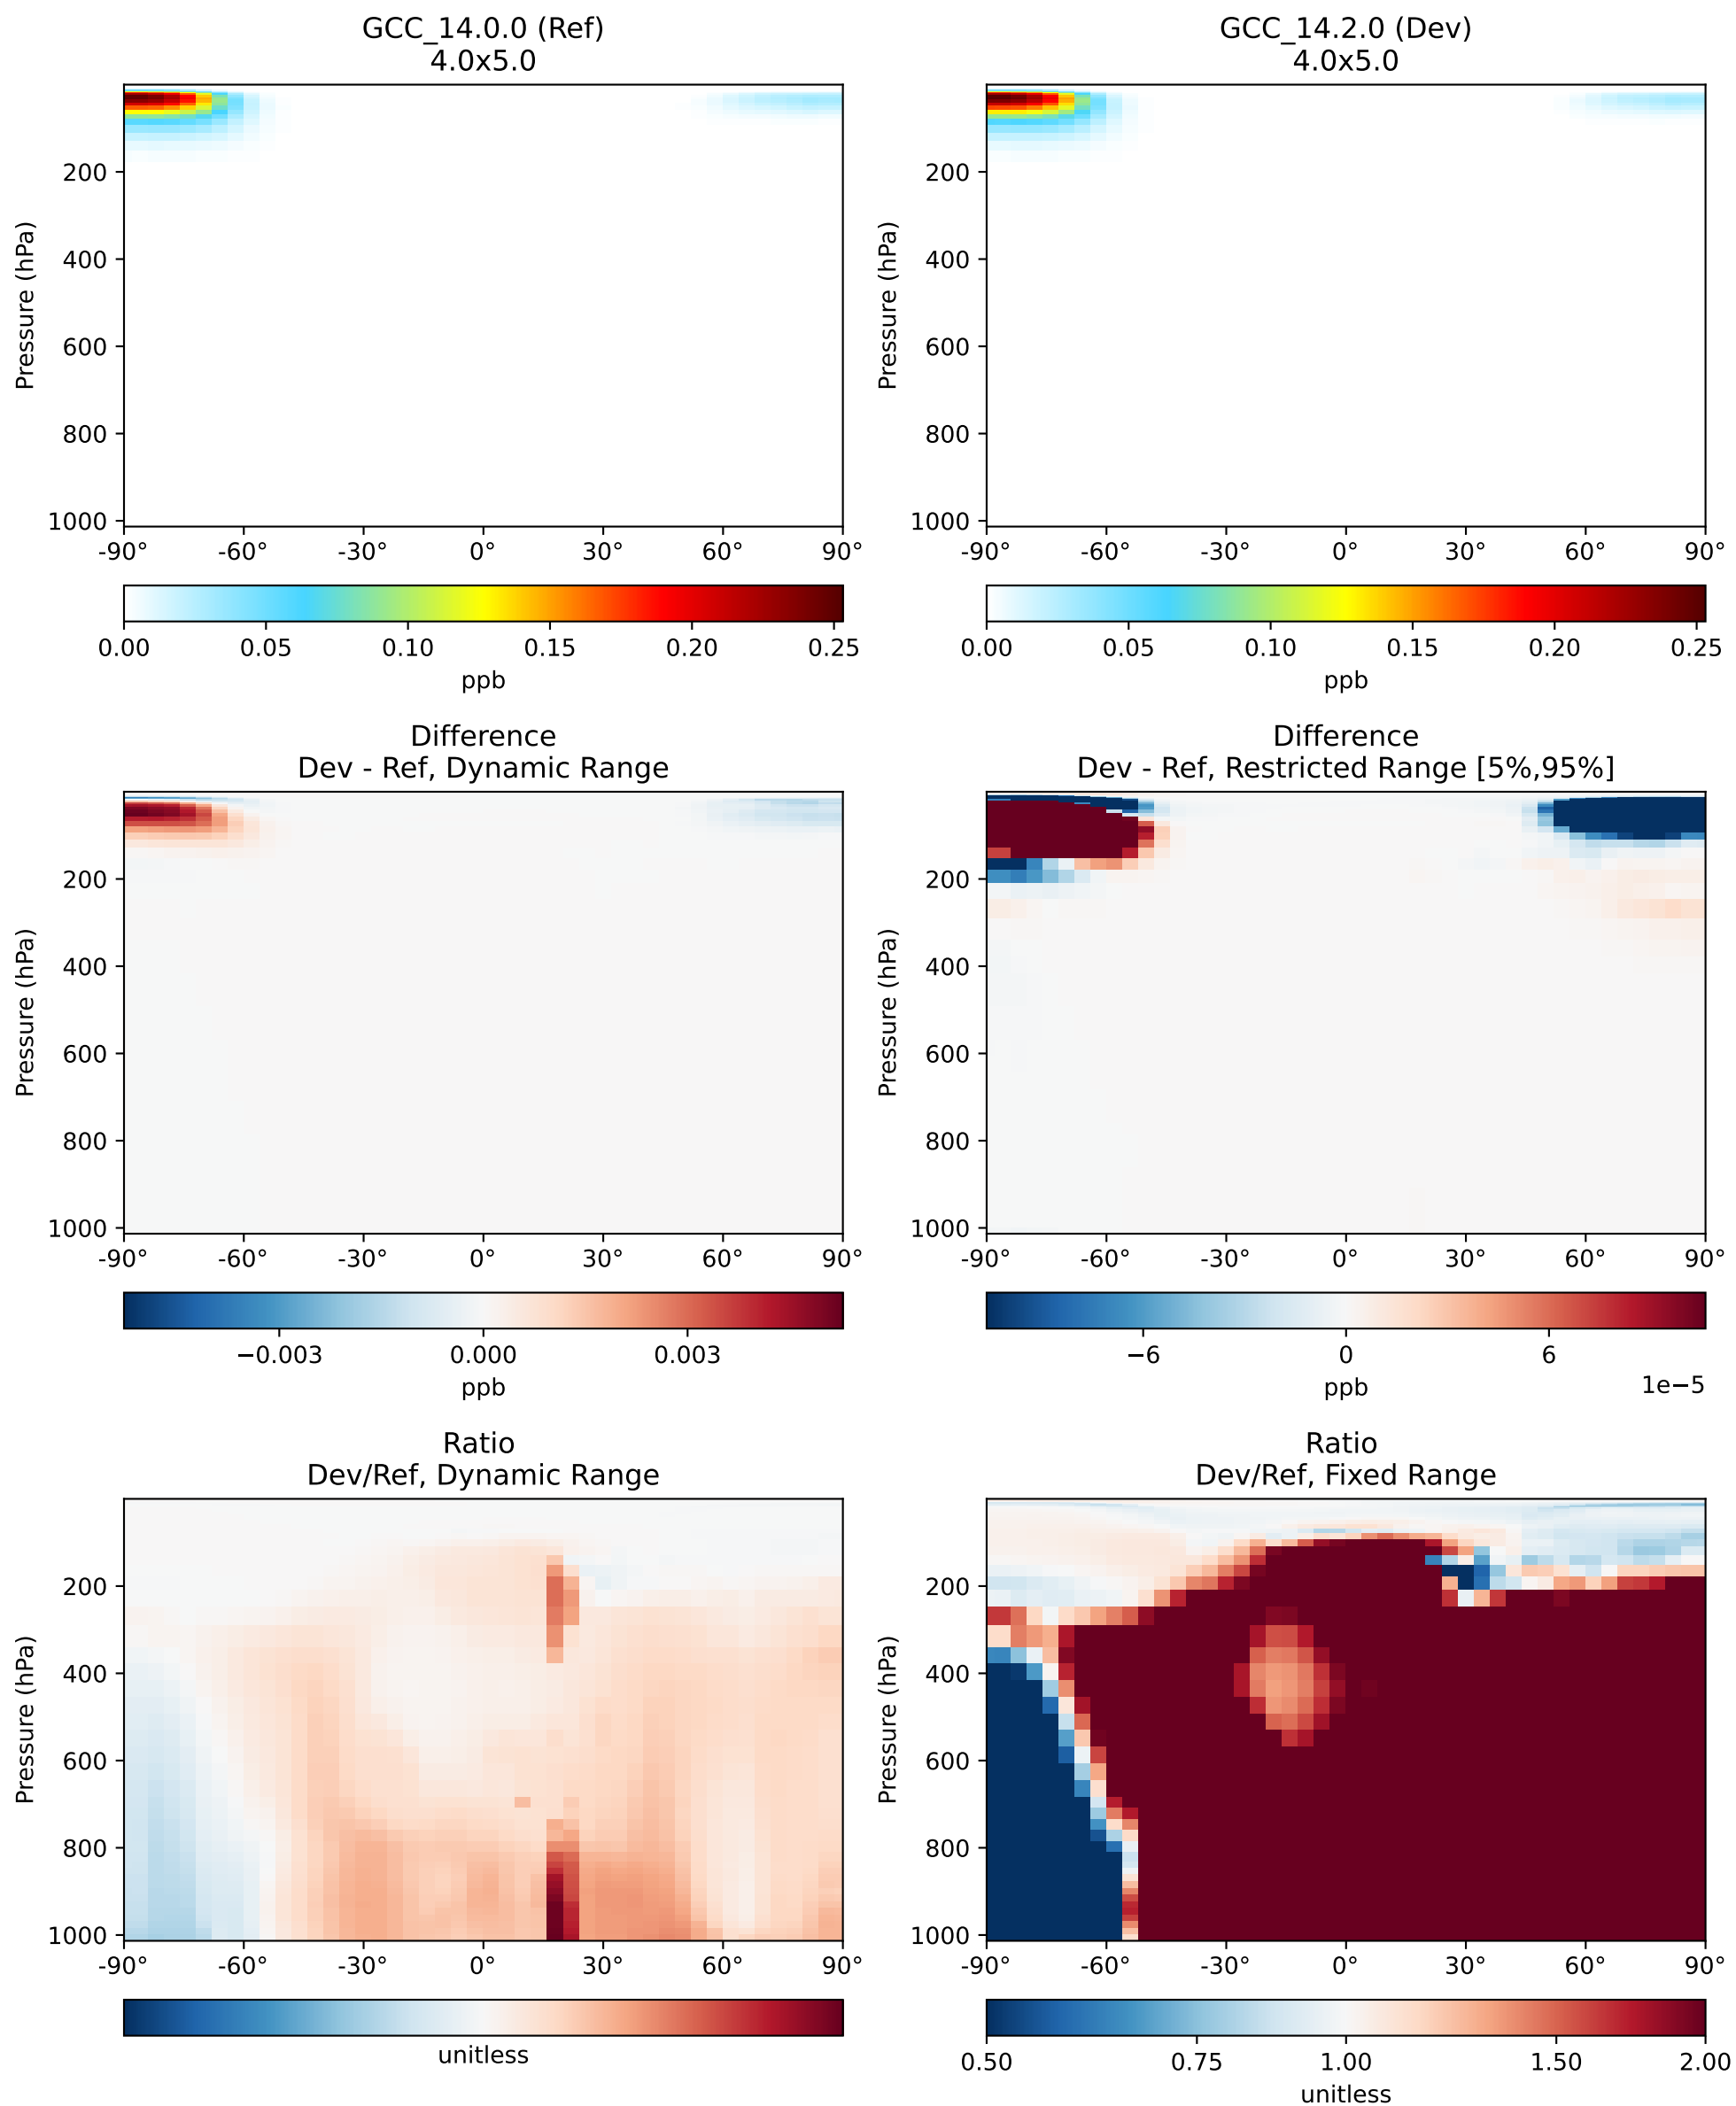 GCC_14.0.0 (Ref)
4.0x5.0
GCC_14.2.0 (Dev)
4.0x5.0
Pressure (hPa)
200
400
600
800
1000
-90° -60° -30° 0° 30° 60° 90°
0.00 0.05 0.10 0.15 0.20 0.25
ppb
Pressure (hPa)
200
400
600
800
1000
-90° -60° -30° 0° 30° 60° 90°
0.00 0.05 0.10 0.15 0.20 0.25
ppb
Difference
Dev - Ref, Dynamic Range
Pressure (hPa)
200
400
600
800
1000
-90° -60° -30° 0° 30° 60° 90°
−0.003 0.000 0.003
ppb
Difference
Dev - Ref, Restricted Range [5%,95%]
Pressure (hPa)
200
400
600
800
1000
-90° -60° -30° 0° 30° 60° 90°
−6 0 6
ppb
1e−5
Ratio
Dev/Ref, Dynamic Range
Pressure (hPa)
200
400
600
800
1000
-90° -60° -30° 0° 30° 60° 90°
unitless
Ratio
Dev/Ref, Fixed Range
Pressure (hPa)
200
400
600
800
1000
-90° -60° -30° 0° 30° 60° 90°
0.50 0.75 1.00 1.50 2.00
unitless